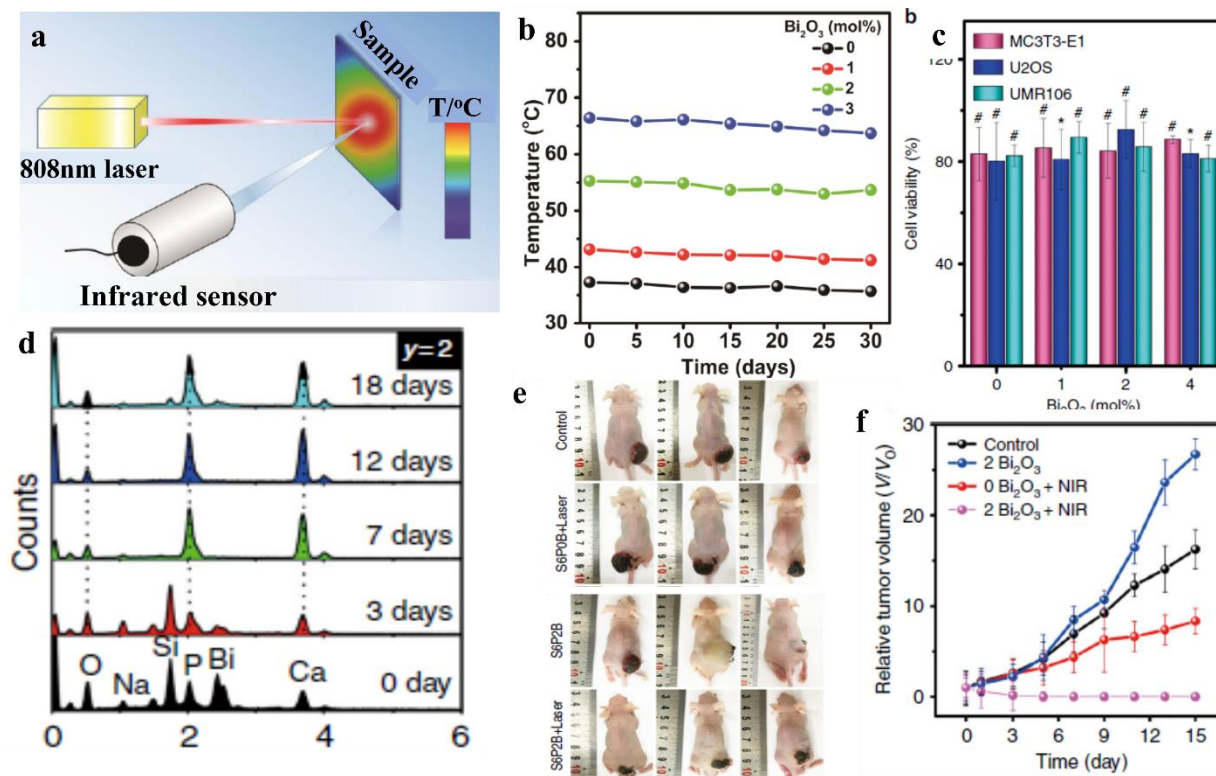 a
Sample
T/°C
808nm laser
Infrared sensor
b
Bi₂O₃ (mol%)
0
1
2
3
Temperature (°C)
80
70
60
50
40
30
0 5 10 15 20 25 30
Time (days)
b
c
MC3T3-E1
U2OS
UMR106
Cell viability (%)
120
80
40
0
# # # # * # # # # # * #
0 1 2 4
Bi₂O₃ (mol%)
d
y=2
18 days
12 days
7 days
3 days
0 day
O Na Si P Bi Ca
Counts
0 2 4 6
e
Control
S6P0B+Laser
S6P2B
S6P2B+Laser
f
Control
2 Bi₂O₃
0 Bi₂O₃ + NIR
2 Bi₂O₃ + NIR
Relative tumor volume (V/V₀)
30
20
10
0
0 3 6 9 12 15
Time (day)